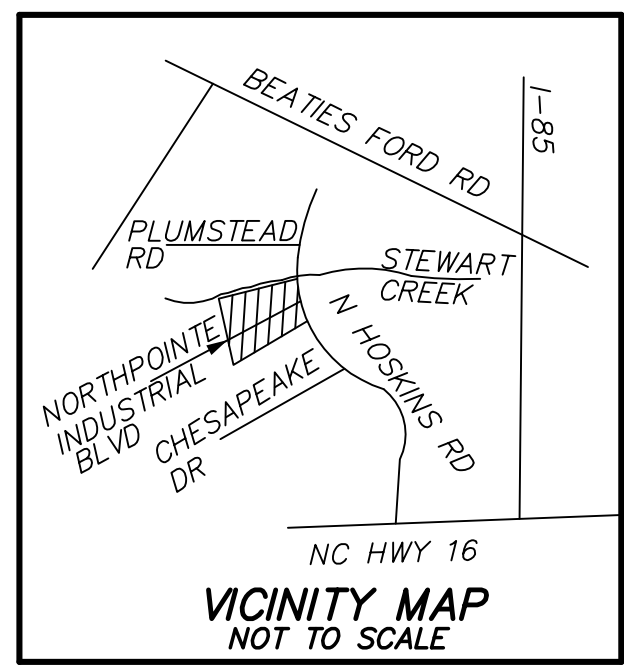 BEATIES FORD RD
I-85
PLUMSTEAD
RD
STEWART
CREEK
N HOSKINS RD
NORTHPOINTE
INDUSTRIAL
BLVD
CHESAPEAKE
DR
NC HWY 16
VICINITY MAP
NOT TO SCALE